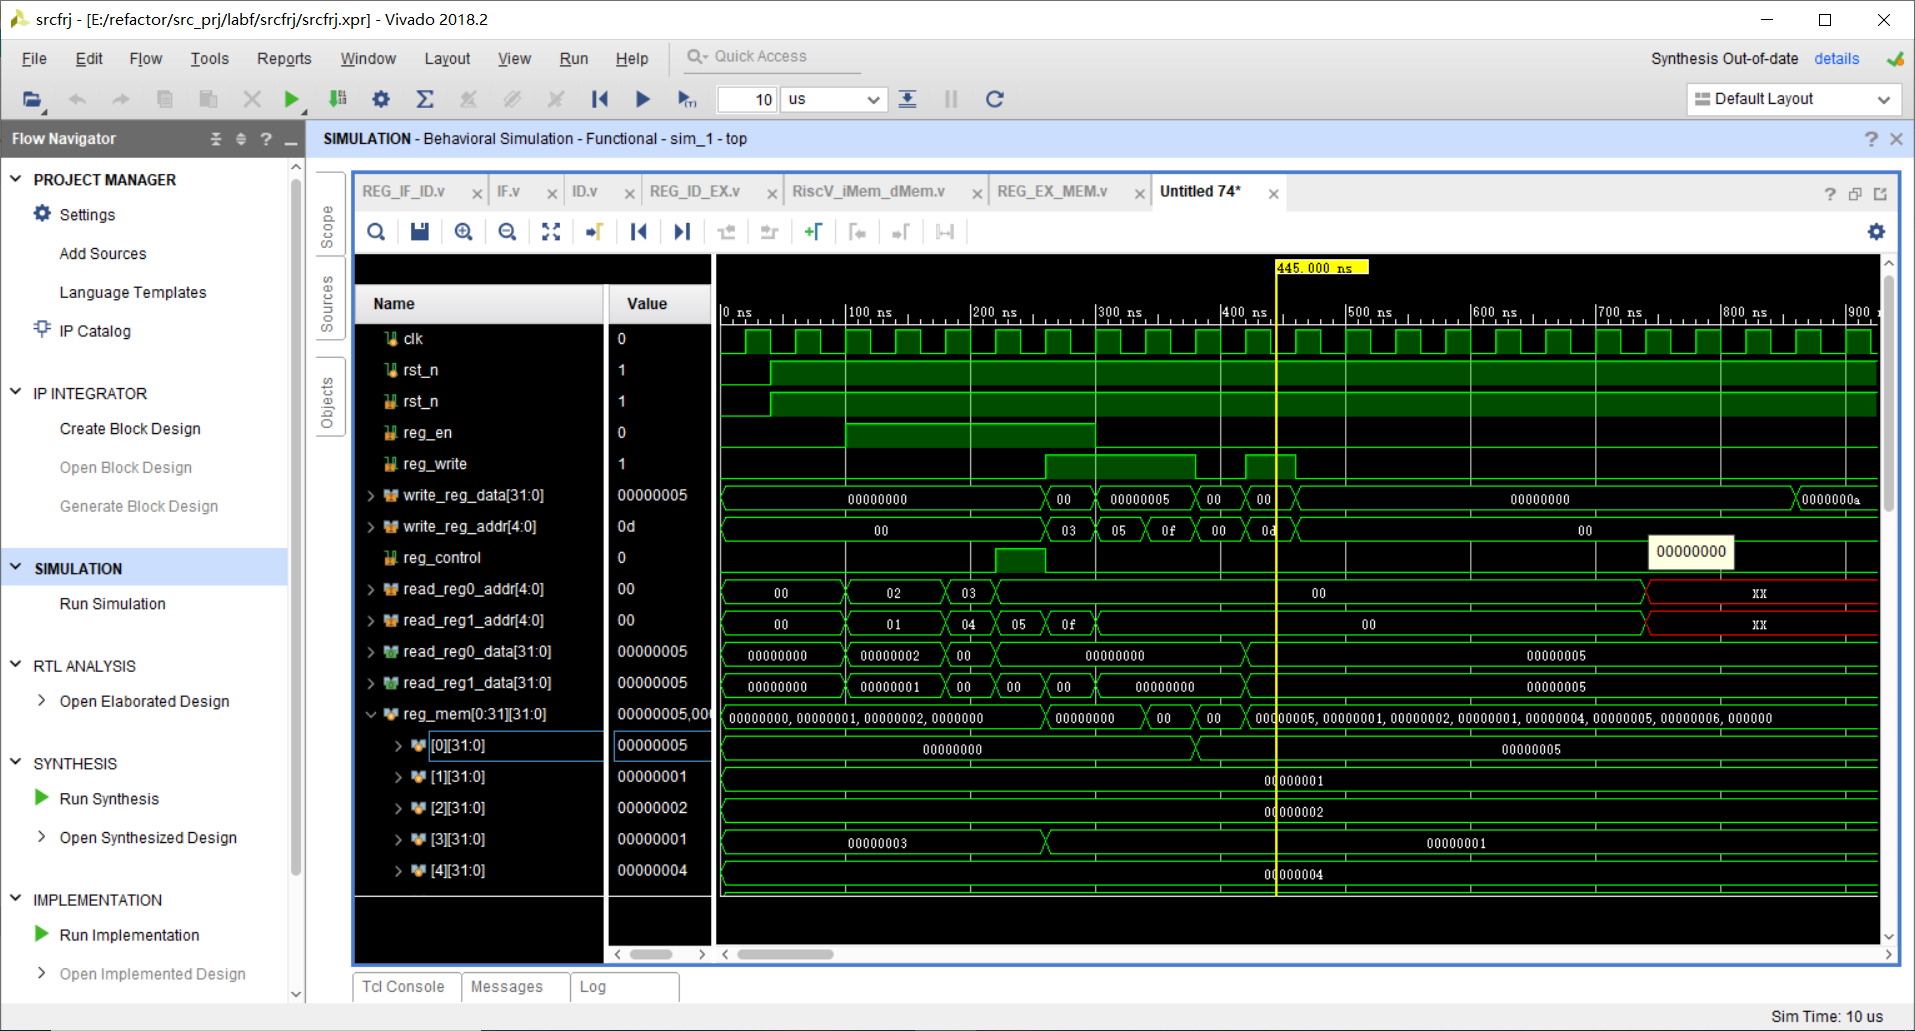 srcfrj - [E:/refactor/src_prj/labf/srcfrj/srcfrj.xpr] - Vivado 2018.2
File Edit Flow Tools Reports Window Layout View Run Help Quick Access Synthesis Out-of-date details
10 us Default Layout
Flow Navigator
SIMULATION - Behavioral Simulation - Functional - sim_1 - top
PROJECT MANAGER
Settings
Add Sources
Language Templates
IP Catalog
IP INTEGRATOR
Create Block Design
Open Block Design
Generate Block Design
SIMULATION
Run Simulation
RTL ANALYSIS
Open Elaborated Design
SYNTHESIS
Run Synthesis
Open Synthesized Design
IMPLEMENTATION
Run Implementation
Open Implemented Design
Scope
Sources
Objects
REG_IF_ID.v IF.v ID.v REG_ID_EX.v RiscV_iMem_dMem.v REG_EX_MEM.v Untitled 74*
445.000 ns
Name Value 0 ns 100 ns 200 ns 300 ns 400 ns 500 ns 600 ns 700 ns 800 ns 900
clk 0
rst_n 1
rst_n 1
reg_en 0
reg_write 1
write_reg_data[31:0] 00000005 00000000 00 00000005 00 00 00000000 0000000a
write_reg_addr[4:0] 0d 00 03 05 0f 00 0d 00
reg_control 0
00000000
read_reg0_addr[4:0] 00 00 02 03 00 XX
read_reg1_addr[4:0] 00 00 01 04 05 0f 00 XX
read_reg0_data[31:0] 00000005 00000000 00000002 00 00000000 00000005
read_reg1_data[31:0] 00000005 00000000 00000001 00 00 00 00000000 00000005
reg_mem[0:31][31:0] 00000005,00 00000000, 00000001, 00000002, 0000000 00000000 00 00 00000005, 00000001, 00000002, 00000001, 00000004, 00000005, 00000006, 000000
[0][31:0] 00000005 00000000 00000005
[1][31:0] 00000001 00000001
[2][31:0] 00000002 00000002
[3][31:0] 00000001 00000003 00000001
[4][31:0] 00000004 00000004
Tcl Console Messages Log
Sim Time: 10 us